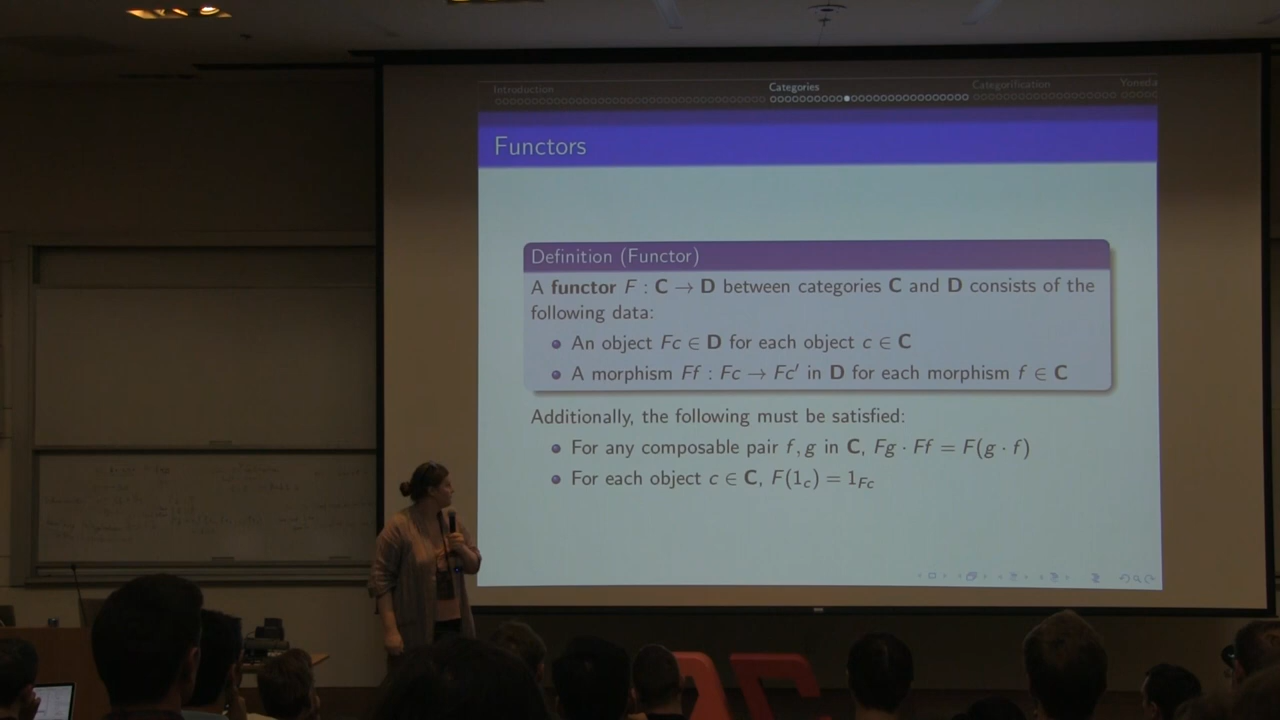 Introduction Categories Categorification Yoneda
Functors
Definition (Functor)
A functor F : C → D between categories C and D consists of the
following data:
An object Fc ∈ D for each object c ∈ C
A morphism Ff : Fc → Fc′ in D for each morphism f ∈ C
Additionally, the following must be satisfied:
For any composable pair f, g in C, Fg · Ff = F(g · f)
For each object c ∈ C, F(1c) = 1Fc